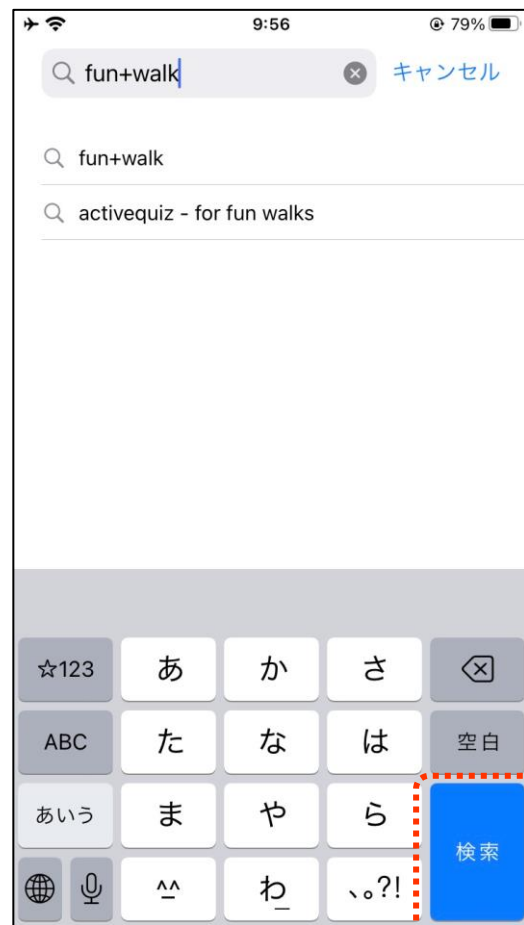 9:56 79%
fun+walk キャンセル
fun+walk
activequiz - for fun walks
☆123 あ か さ
ABC た な は 空白
あいう ま や ら 検索
^^ わ_ 、。?!